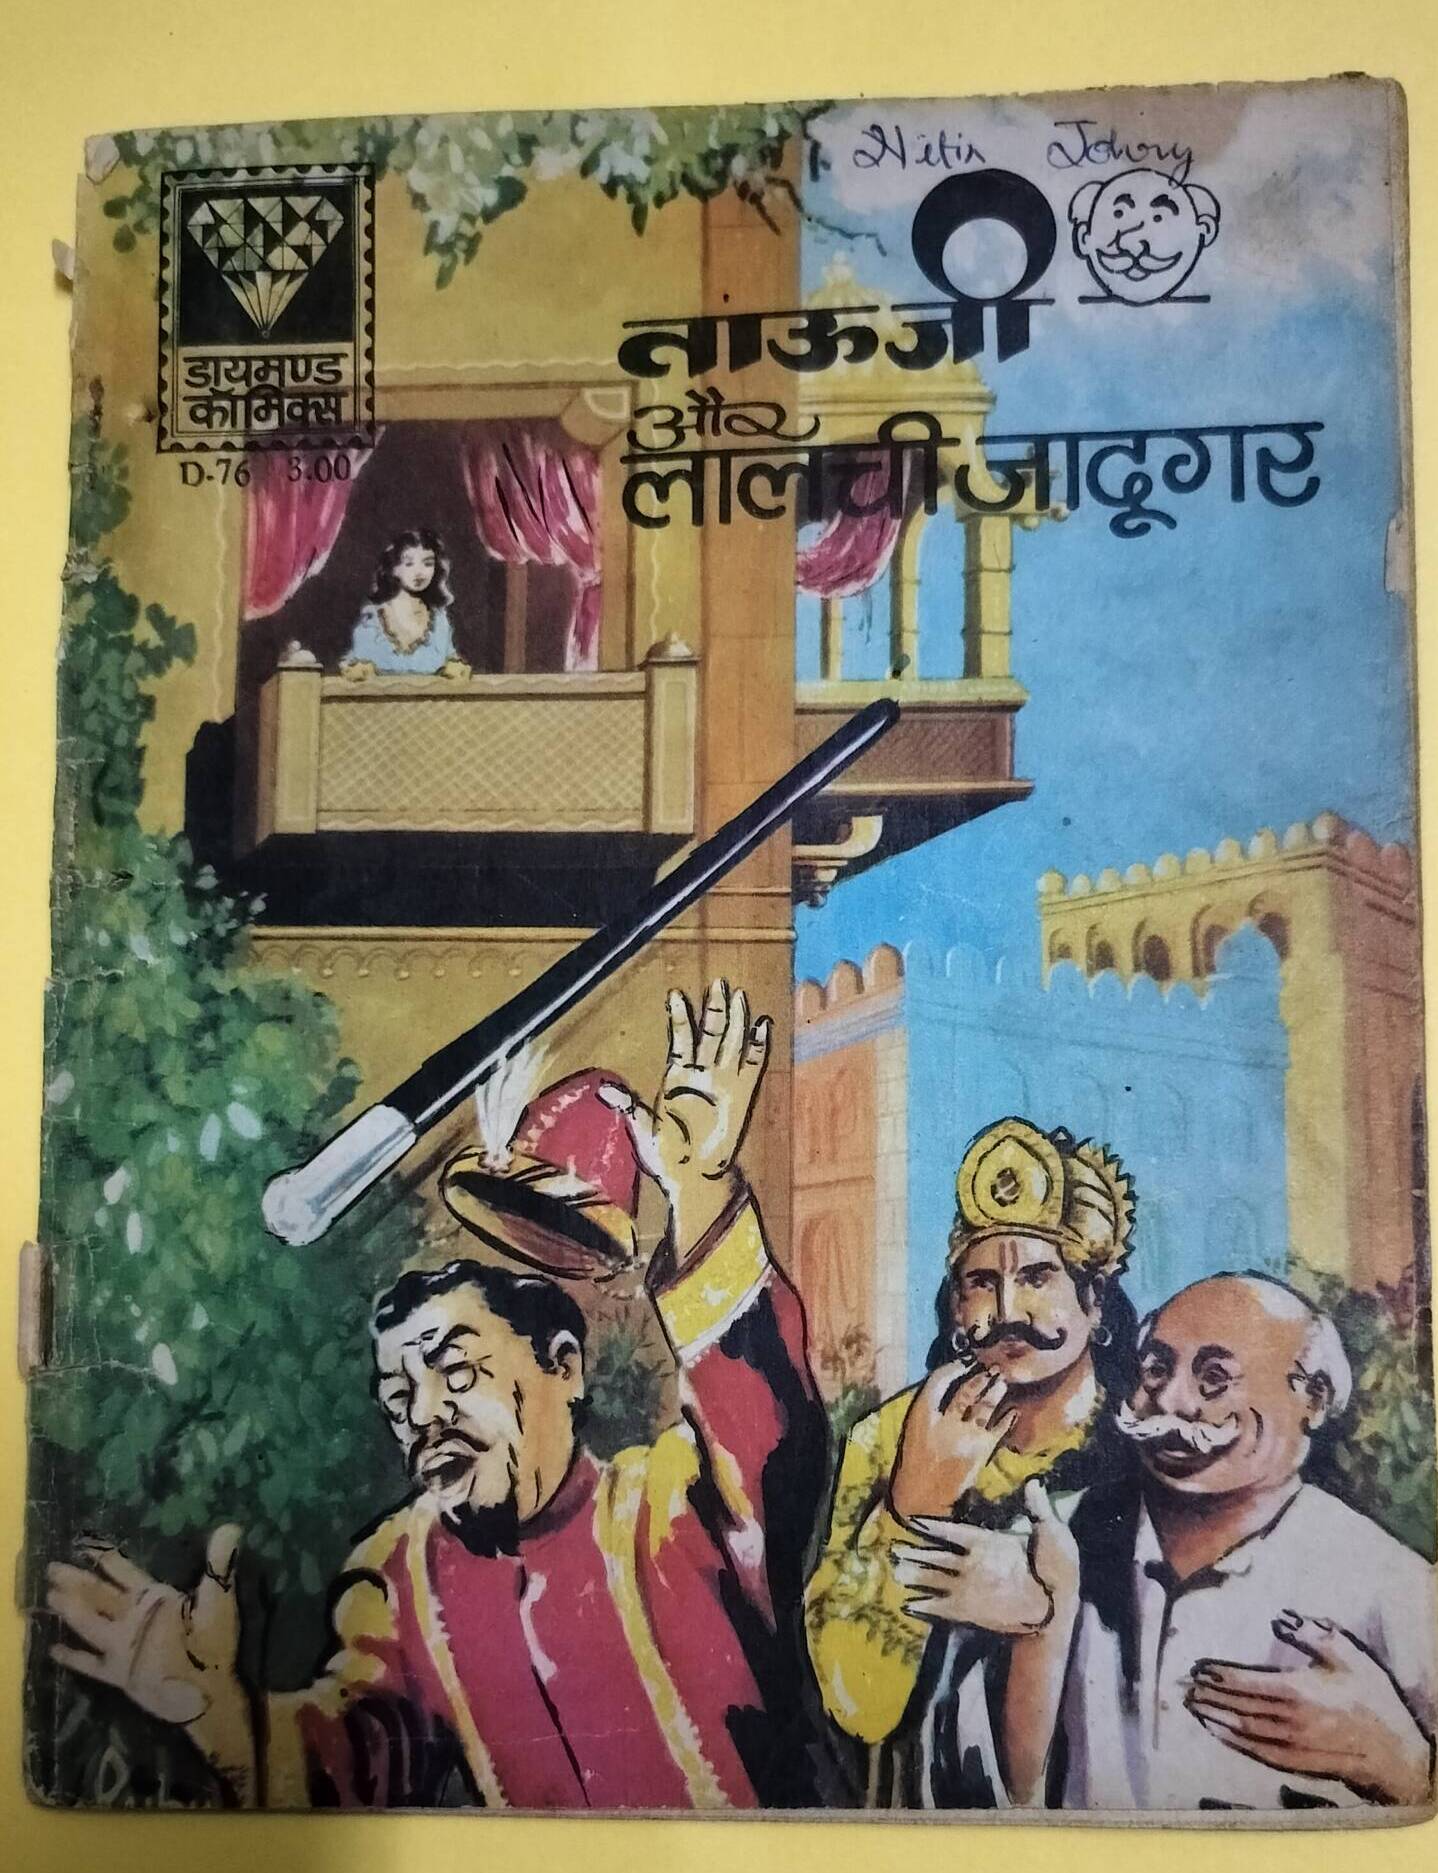 Nitin Johry
ताऊजी
और
लालची जादूगर
डायमण्ड
कॉमिक्स
D-76 3.00